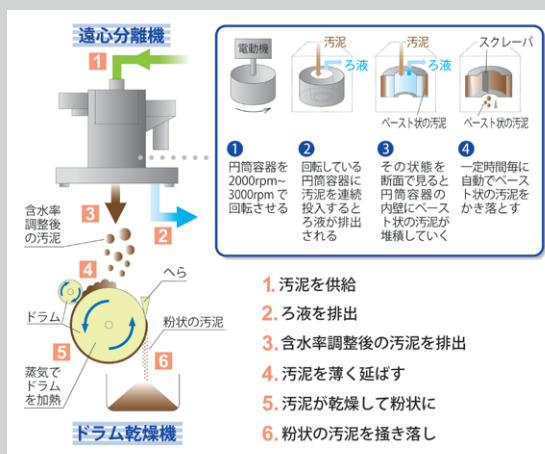 遠心分離機
1
含水率
調整後
の汚泥
3
2
4
へら
ドラム
粉状の汚泥
5
6
蒸気で
ドラム
を加熱
ドラム乾燥機
電動機
汚泥
ろ液
汚泥
ろ液
ペースト状の汚泥
スクレーパ
ペースト状の汚泥
1
円筒容器を
2000rpm~
3000rpmで
回転させる
2
回転している
円筒容器に
汚泥を連続
投入すると
ろ液が排出
される
3
その状態を
断面で見ると
円筒容器の
内壁にペース
ト状の汚泥が
堆積していく
4
一定時間毎に
自動でペース
ト状の汚泥を
かき落とす
1. 汚泥を供給
2. ろ液を排出
3. 含水率調整後の汚泥を排出
4. 汚泥を薄く延ばす
5. 汚泥が乾燥して粉状に
6. 粉状の汚泥を掻き落し